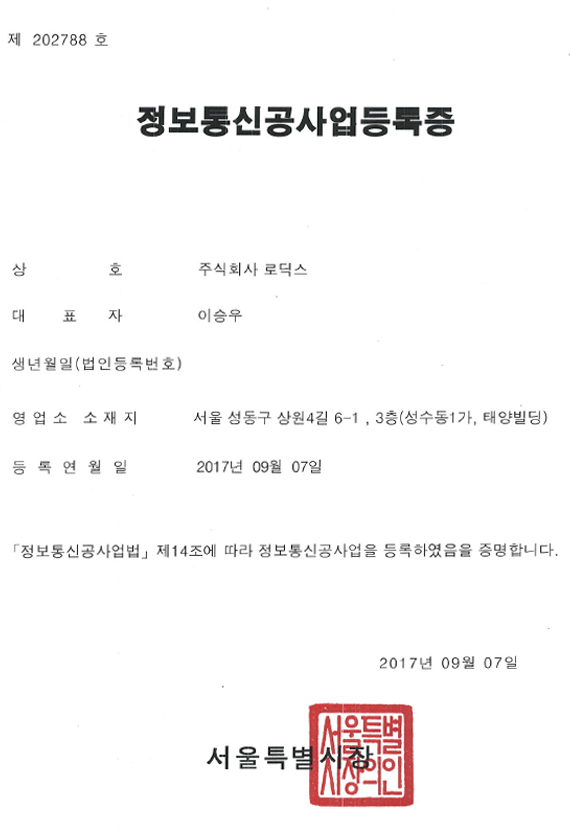 제 202788 호
정보통신공사업등록증
상 호 주식회사 로딕스
대 표 자 이승우
생년월일(법인등록번호)
영 업 소 소 재 지 서울 성동구 상원4길 6-1 , 3층(성수동1가, 태양빌딩)
등 록 연 월 일 2017년 09월 07일
「정보통신공사업법」 제14조에 따라 정보통신공사업을 등록하였음을 증명합니다.
2017년 09월 07일
서울특별시장
서울특별
시장의인